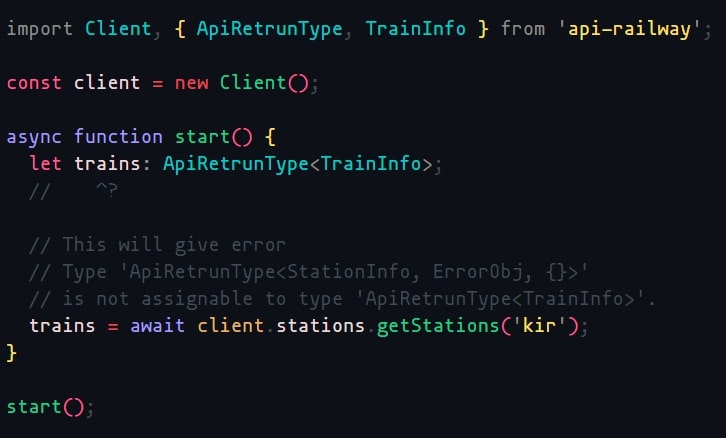 import Client, { ApiRetrunType, TrainInfo } from 'api-railway';
const client = new Client();
async function start() {
let trains: ApiRetrunType<TrainInfo>;
// ^?
// This will give error
// Type 'ApiRetrunType<StationInfo, ErrorObj, {}>'
// is not assignable to type 'ApiRetrunType<TrainInfo>'.
trains = await client.stations.getStations('kir');
}
start();